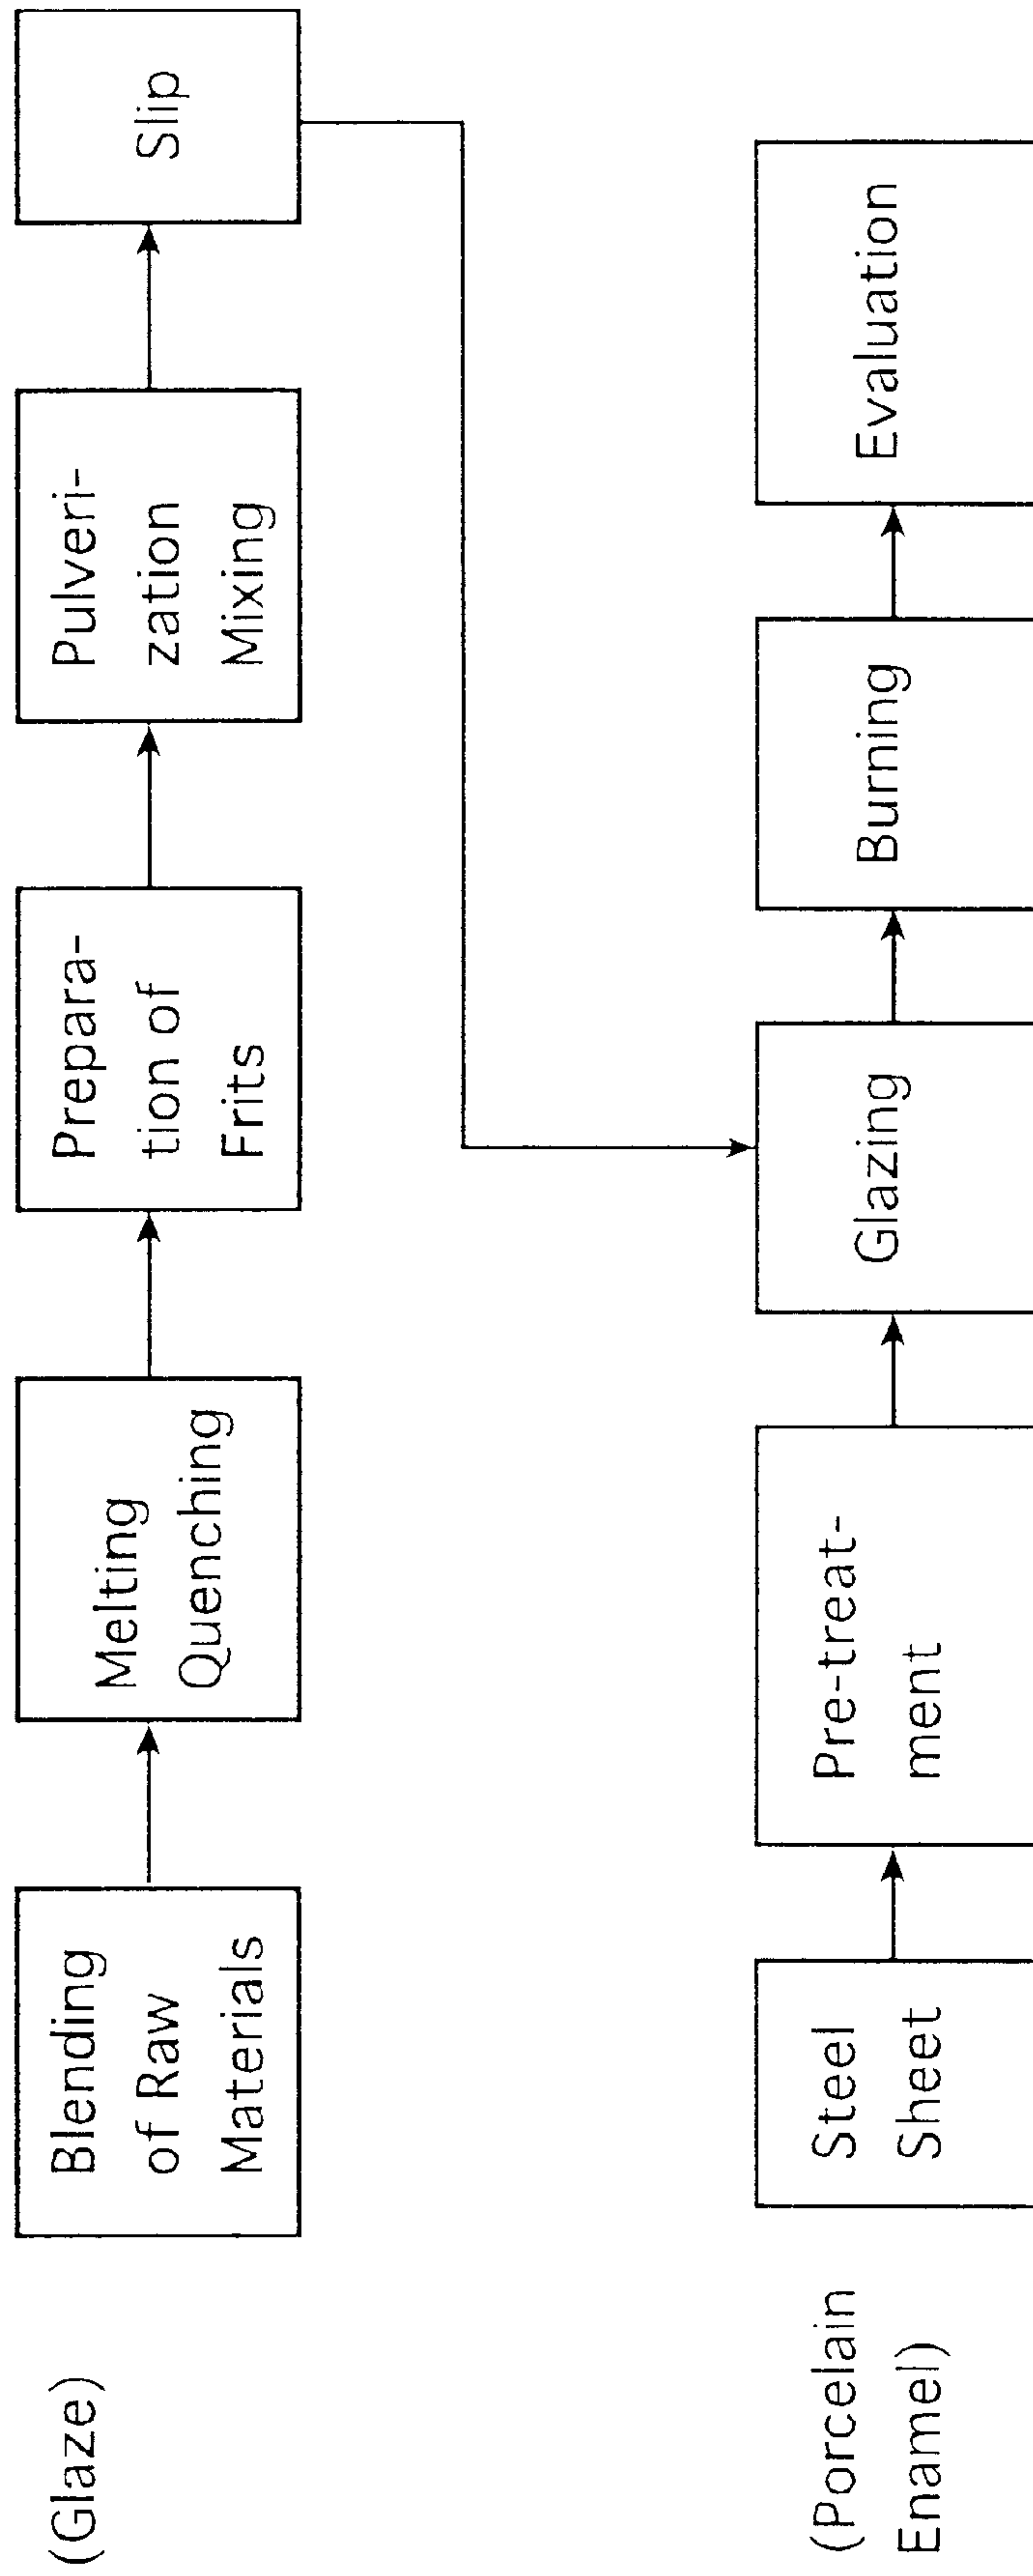 (Glaze)
Blending
of Raw
Materials
Melting
Quenching
Prepara-
tion of
Frits
Pulveri-
zation
Mixing
Slip
(Porcelain
Enamel)
Steel
Sheet
Pre-treat-
ment
Glazing
Burning
Evaluation